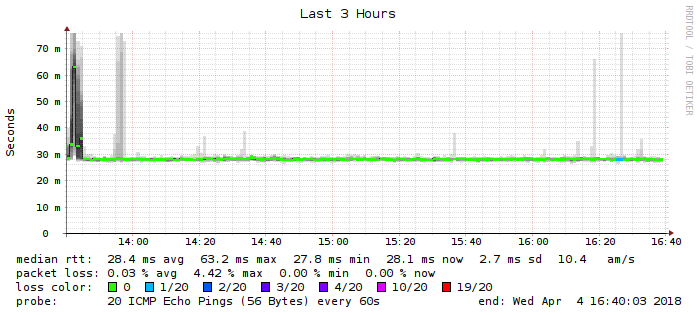 Last 3 Hours
RRDTOOL / TOBI OETIKER
Seconds
70 m
60 m
50 m
40 m
30 m
20 m
10 m
0
14:00 14:20 14:40 15:00 15:20 15:40 16:00 16:20 16:40
median rtt: 28.4 ms avg 63.2 ms max 27.8 ms min 28.1 ms now 2.7 ms sd 10.4 am/s
packet loss: 0.03 % avg 4.42 % max 0.00 % min 0.00 % now
loss color: 0 1/20 2/20 3/20 4/20 10/20 19/20
probe: 20 ICMP Echo Pings (56 Bytes) every 60s end: Wed Apr 4 16:40:03 2018